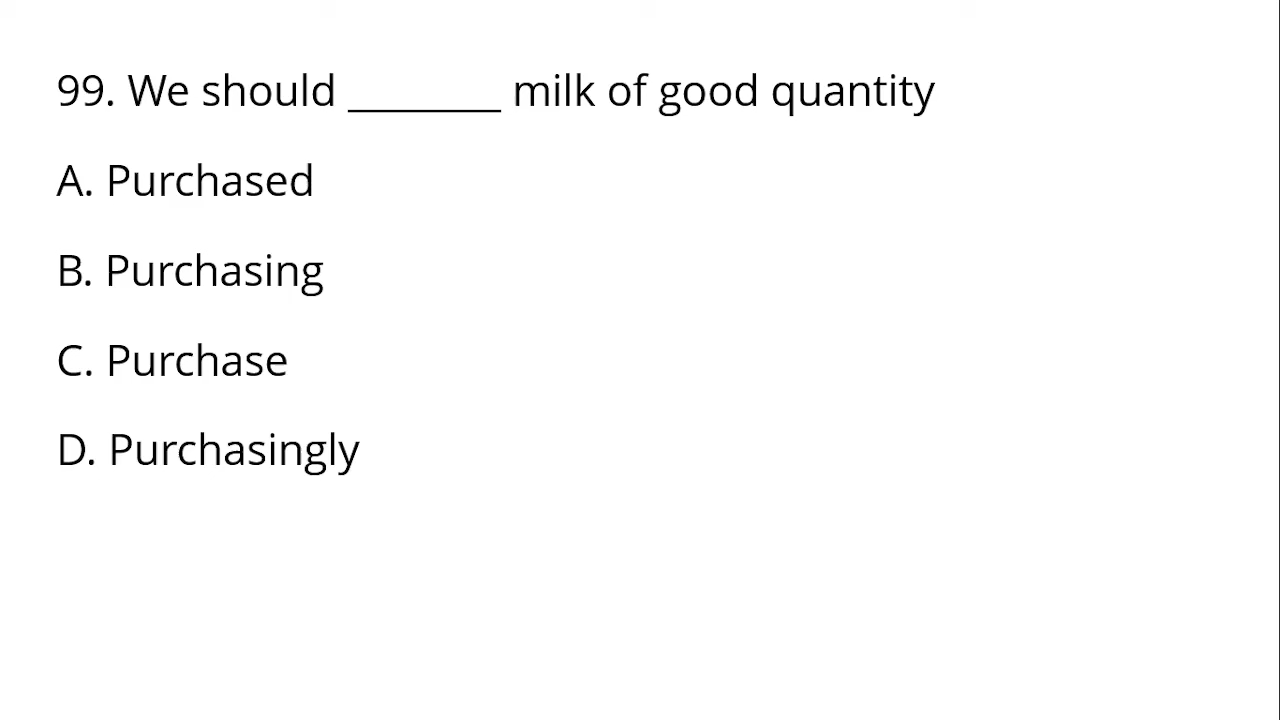 99. We should ________ milk of good quantity
A. Purchased
B. Purchasing
C. Purchase
D. Purchasingly